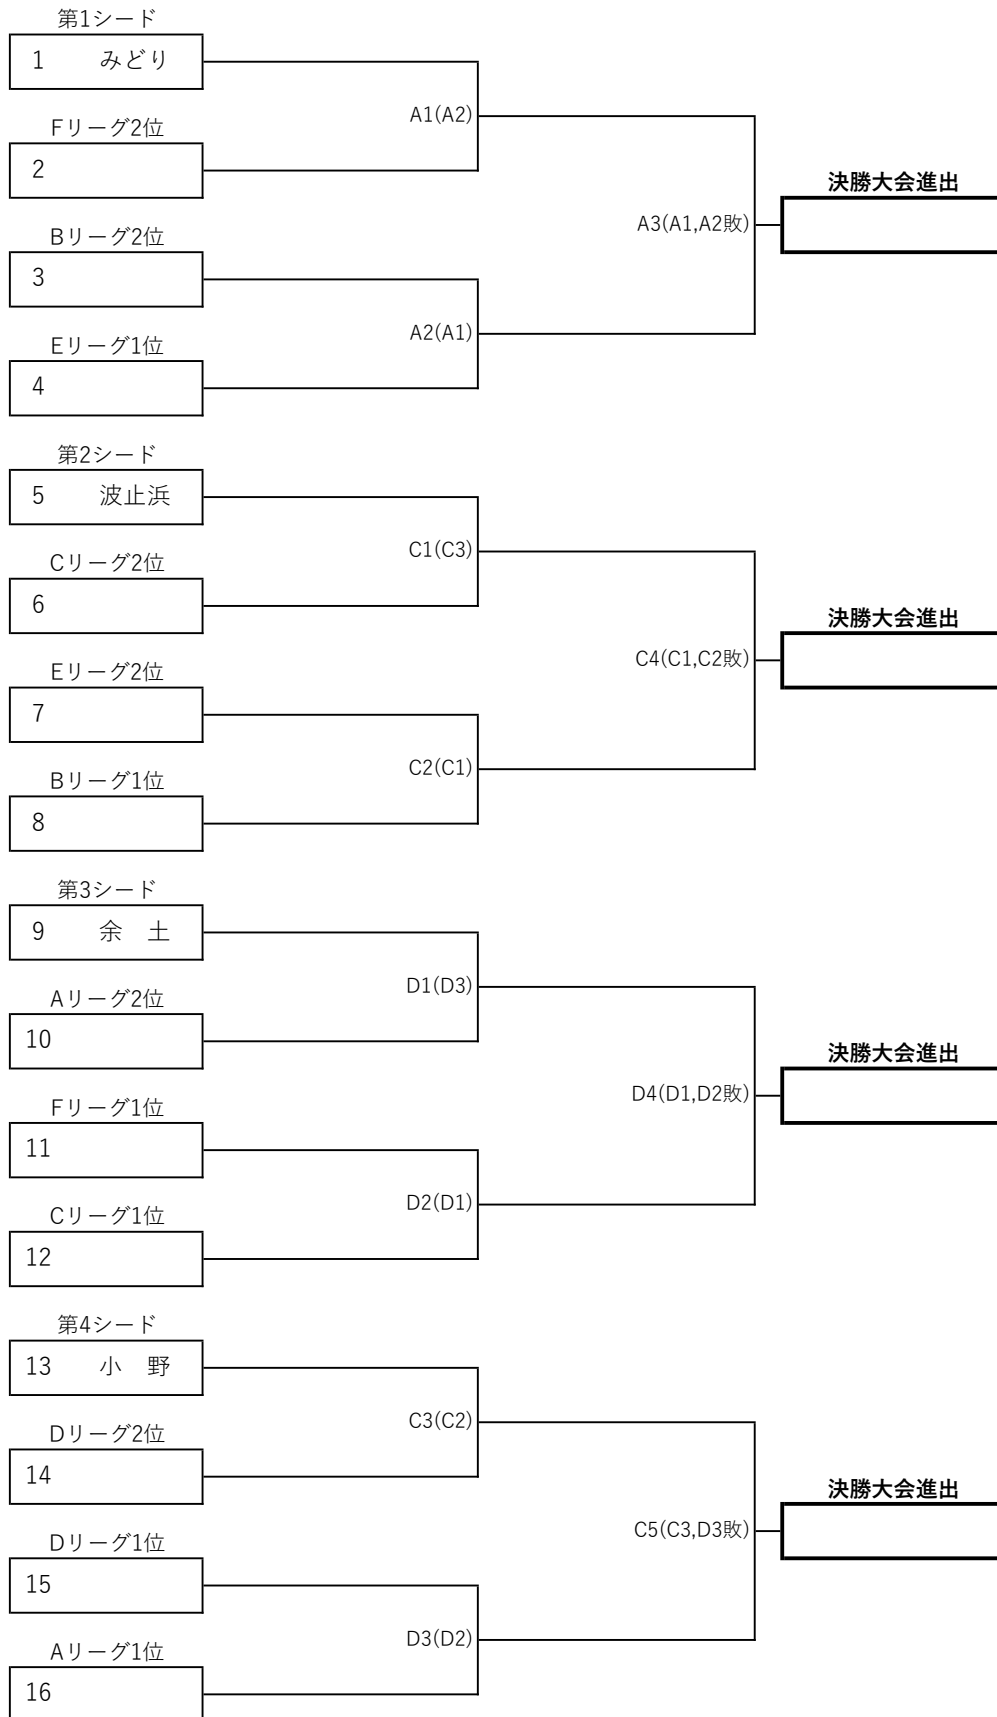 第1シード
1 みどり
A1(A2)
Fリーグ2位
2
決勝大会進出
A3(A1,A2敗)
Bリーグ2位
3
A2(A1)
Eリーグ1位
4
第2シード
5 波止浜
C1(C3)
Cリーグ2位
6
決勝大会進出
C4(C1,C2敗)
Eリーグ2位
7
C2(C1)
Bリーグ1位
8
第3シード
9 余　土
D1(D3)
Aリーグ2位
10
決勝大会進出
D4(D1,D2敗)
Fリーグ1位
11
D2(D1)
Cリーグ1位
12
第4シード
13 小　野
C3(C2)
Dリーグ2位
14
決勝大会進出
C5(C3,D3敗)
Dリーグ1位
15
D3(D2)
Aリーグ1位
16